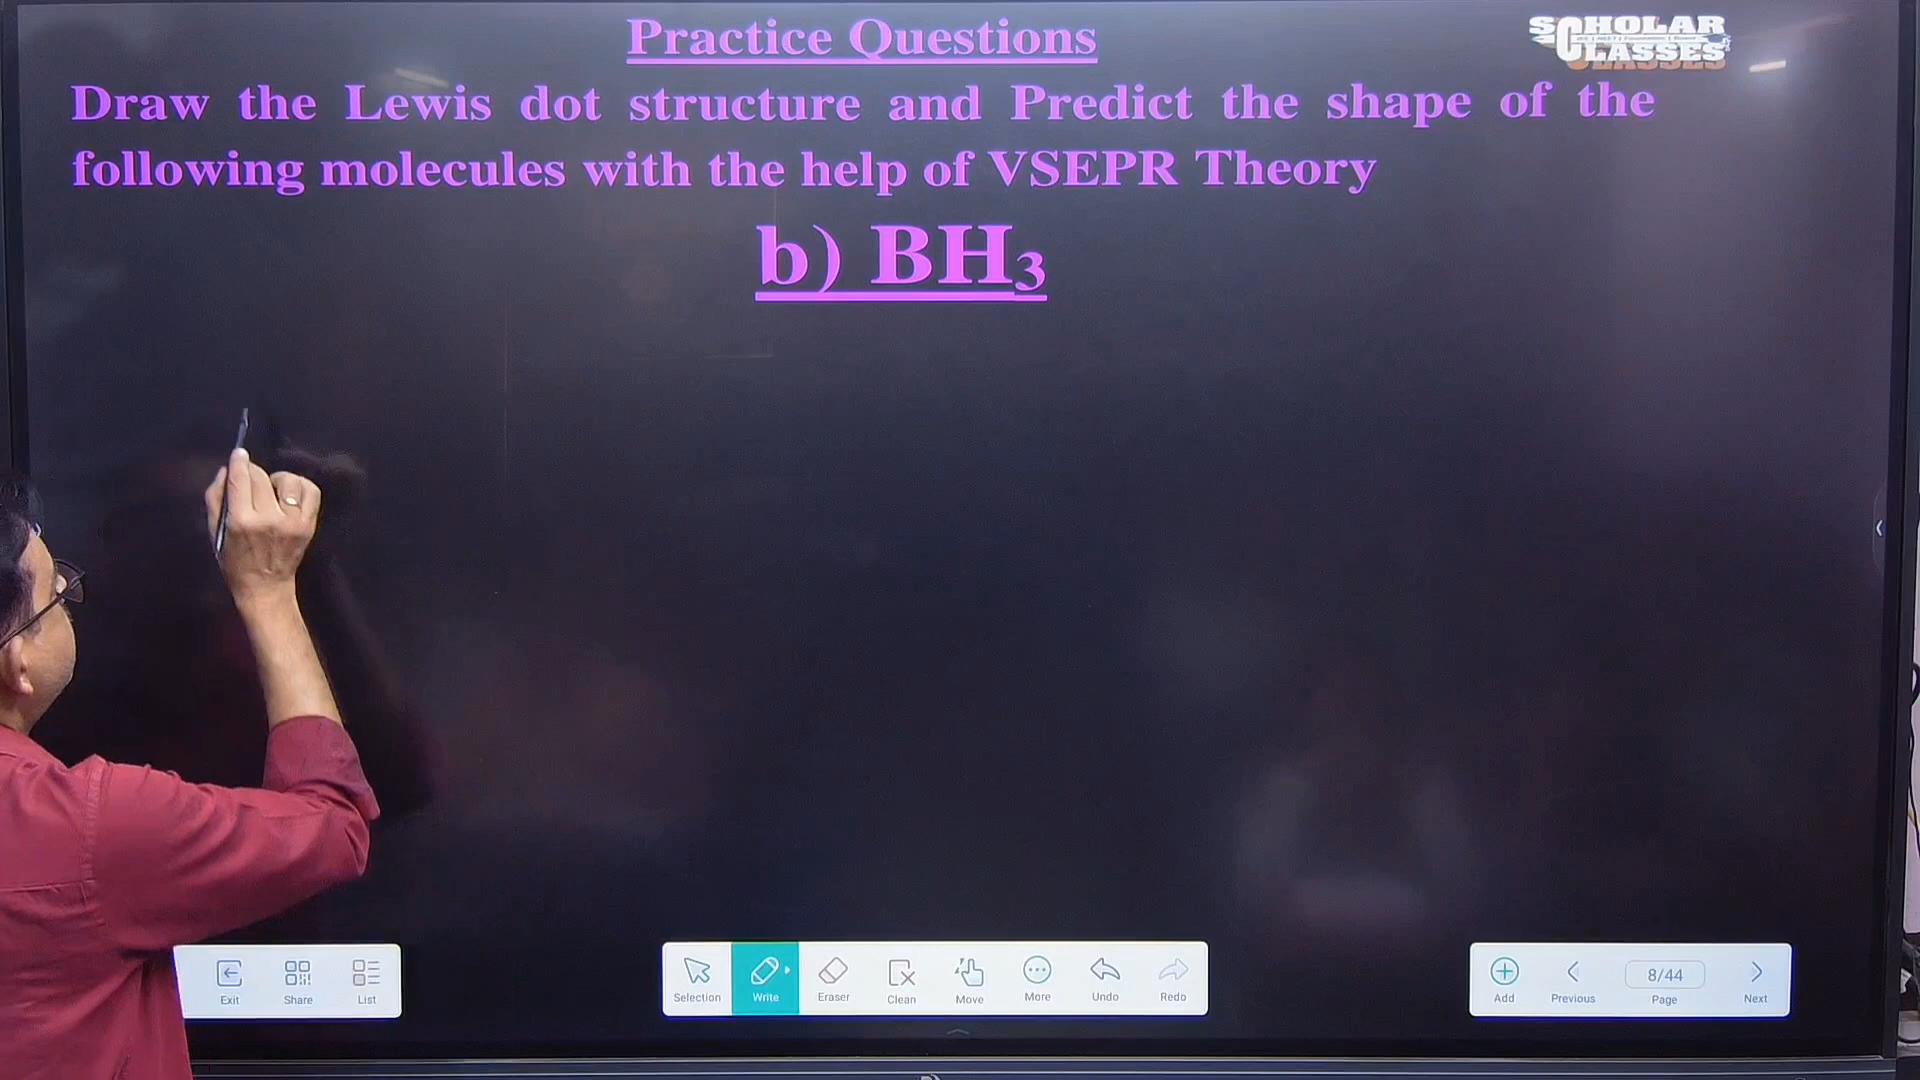 Practice Questions
SCHOLAR
CLASSES
Draw the Lewis dot structure and Predict the shape of the
following molecules with the help of VSEPR Theory
b) BH₃
Exit
Share
List
Selection
Write
Eraser
Clean
Move
More
Undo
Redo
Add
Previous
8/44
Page
Next